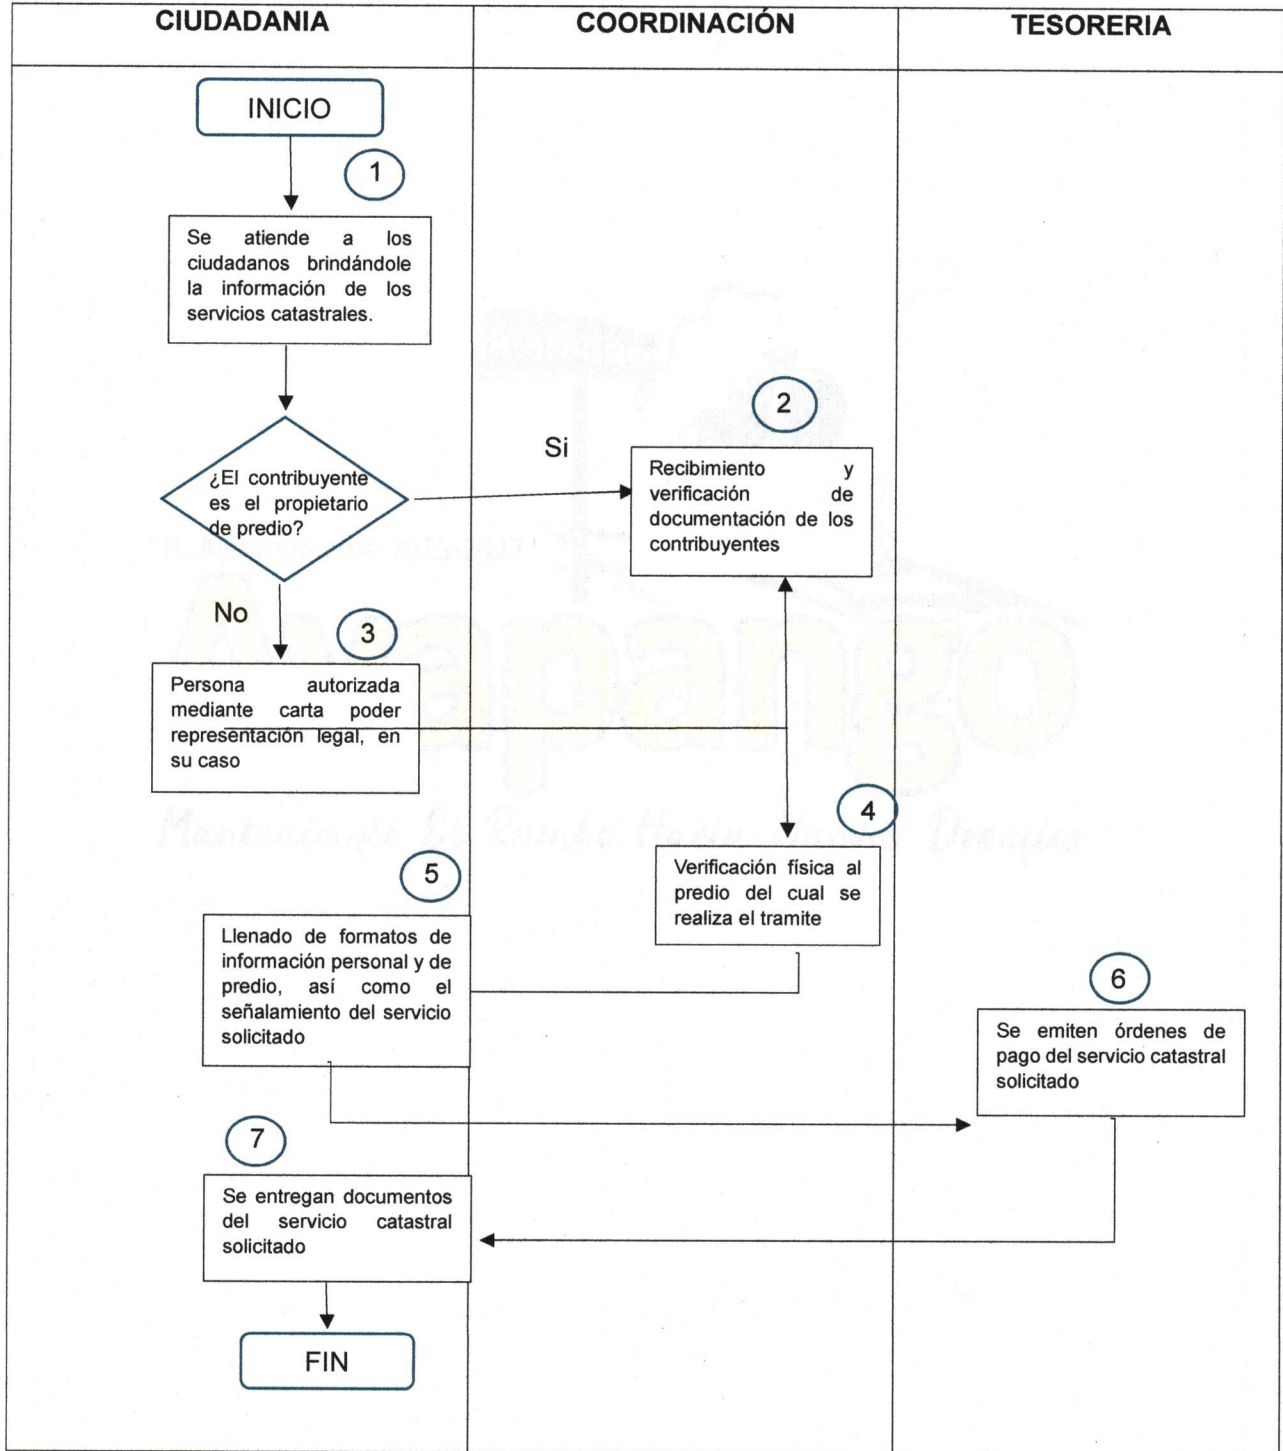 CIUDADANIA
COORDINACIÓN
TESORERIA
INICIO
1
Se atiende a los
ciudadanos brindándole
la información de los
servicios catastrales.
2
Si
¿El contribuyente
es el propietario
de predio?
Recibimiento y
verificación de
documentación de los
contribuyentes
No
3
Persona autorizada
mediante carta poder
representación legal, en
su caso
4
Verificación física al
predio del cual se
realiza el tramite
5
Llenado de formatos de
información personal y de
predio, así como el
señalamiento del servicio
solicitado
6
Se emiten órdenes de
pago del servicio catastral
solicitado
7
Se entregan documentos
del servicio catastral
solicitado
FIN